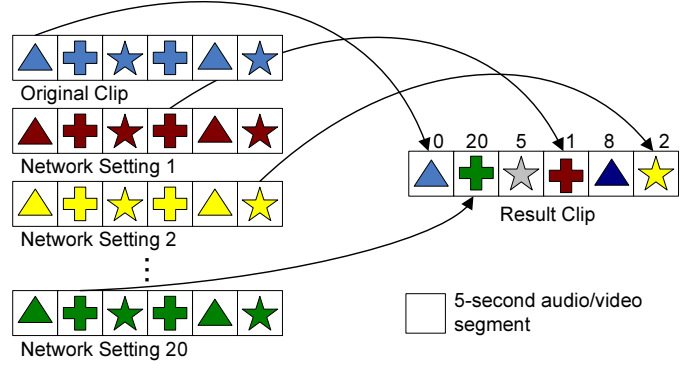 Original Clip
Network Setting 1
Network Setting 2
Network Setting 20
0 20 5 1 8 2
Result Clip
5-second audio/video
segment